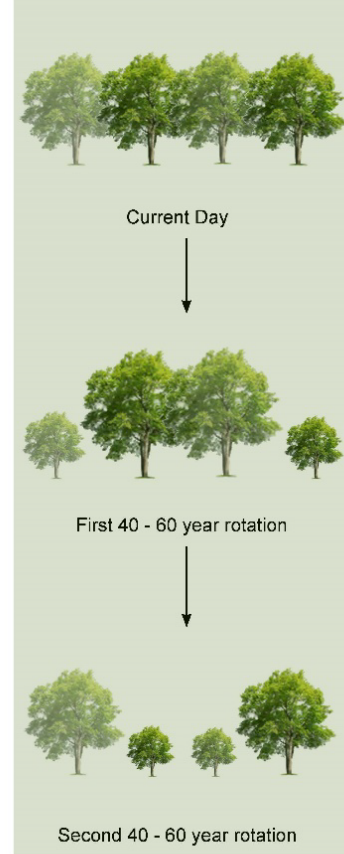 Current Day
First 40 - 60 year rotation
Second 40 - 60 year rotation